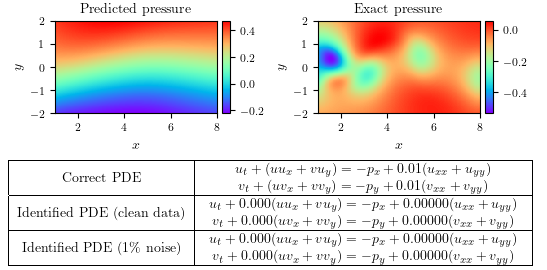 Predicted pressure
Exact pressure
2
1
0
−1
−2
y
2 4 6 8
x
0.4
0.2
0.0
−0.2
2
1
0
−1
−2
y
2 4 6 8
x
0.0
−0.2
−0.4
Correct PDE
u_t + (uu_x + vu_y) = −p_x + 0.01(u_xx + u_yy)
v_t + (uv_x + vv_y) = −p_y + 0.01(v_xx + v_yy)
Identified PDE (clean data)
u_t + 0.000(uu_x + vu_y) = −p_x + 0.00000(u_xx + u_yy)
v_t + 0.000(uv_x + vv_y) = −p_y + 0.00000(v_xx + v_yy)
Identified PDE (1% noise)
u_t + 0.000(uu_x + vu_y) = −p_x + 0.00000(u_xx + u_yy)
v_t + 0.000(uv_x + vv_y) = −p_y + 0.00000(v_xx + v_yy)